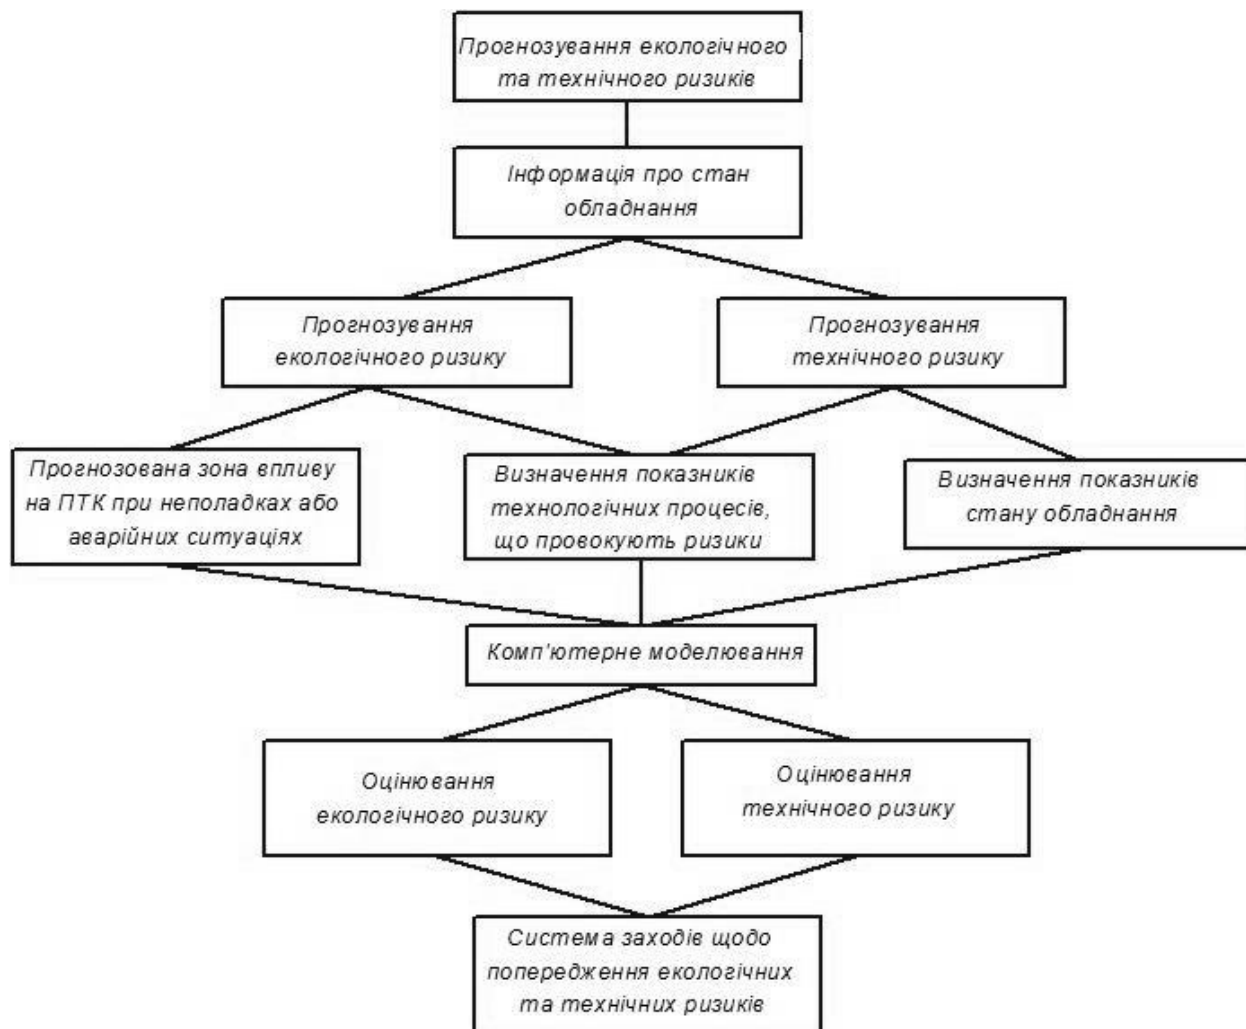 Прогнозування екологічного
та технічного ризиків
Інформація про стан
обладнання
Прогнозування
екологічного ризику
Прогнозування
технічного ризику
Прогнозована зона впливу
на ПТК при неполадках або
аварійних ситуаціях
Визначення показників
технологічних процесів,
що провокують ризики
Визначення показників
стану обладнання
Комп'ютерне моделювання
Оцінювання
екологічного ризику
Оцінювання
технічного ризику
Система заходів щодо
попередження екологічних
та технічних ризиків